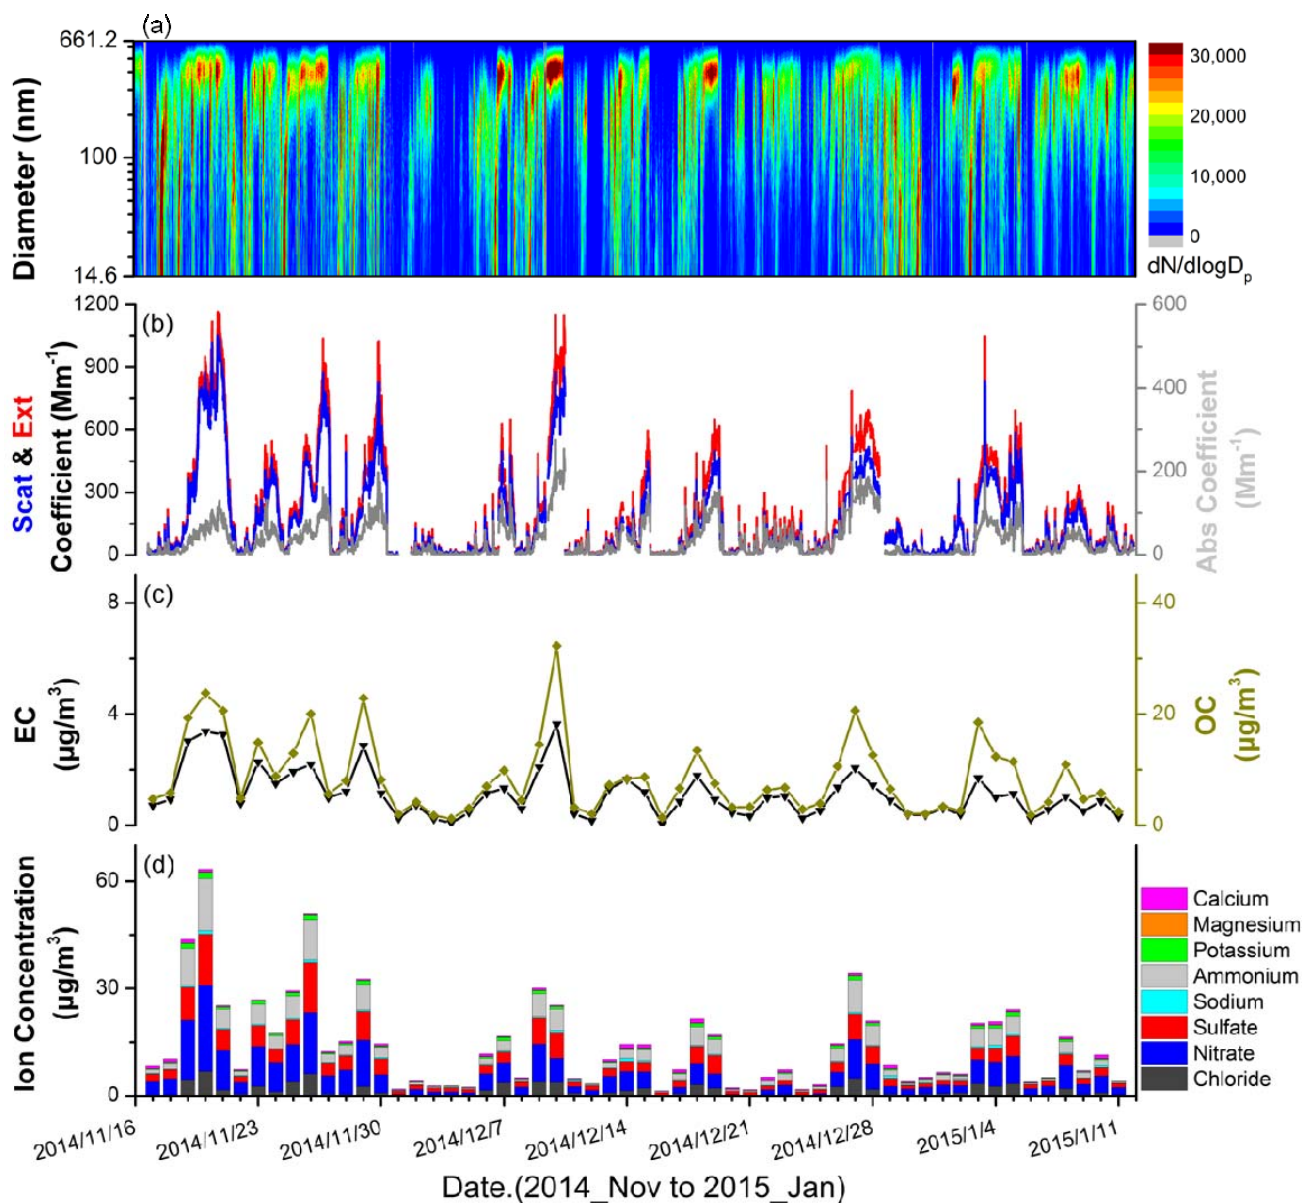 (a)
661.2
100
14.6
Diameter (nm)
30,000
20,000
10,000
0
dN/dlogDp
(b)
1200
900
600
300
0
Scat & Ext
Coefficient (Mm⁻¹)
600
400
200
0
Abs Coefficient
(Mm⁻¹)
(c)
8
4
0
EC
(μg/m³)
40
20
0
OC
(μg/m³)
(d)
60
30
0
Ion Concentration
(μg/m³)
Calcium
Magnesium
Potassium
Ammonium
Sodium
Sulfate
Nitrate
Chloride
2014/11/16
2014/11/23
2014/11/30
2014/12/7
2014/12/14
2014/12/21
2014/12/28
2015/1/4
2015/1/11
Date.(2014_Nov to 2015_Jan)